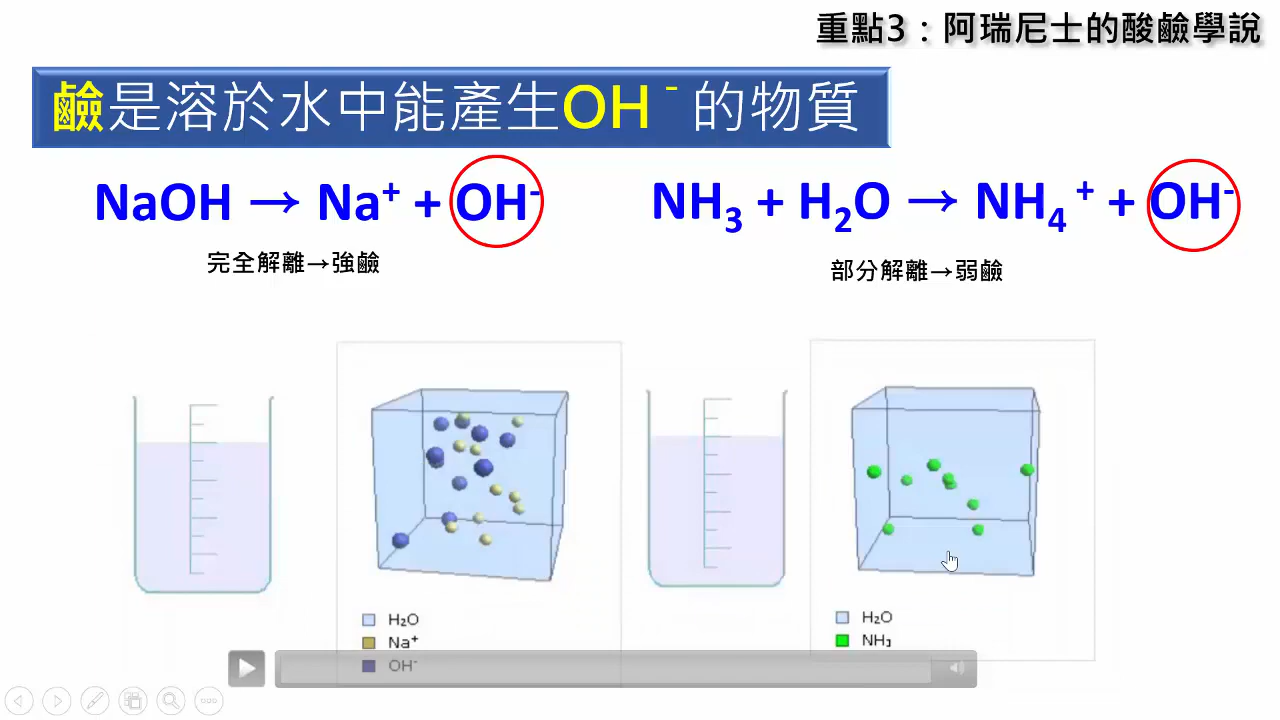 重點3：阿瑞尼士的酸鹼學說
鹼是溶於水中能產生OH⁻的物質
NaOH → Na⁺ + OH⁻
完全解離→強鹼
NH₃ + H₂O → NH₄⁺ + OH⁻
部分解離→弱鹼
H₂O
Na⁺
OH⁻
H₂O
NH₃